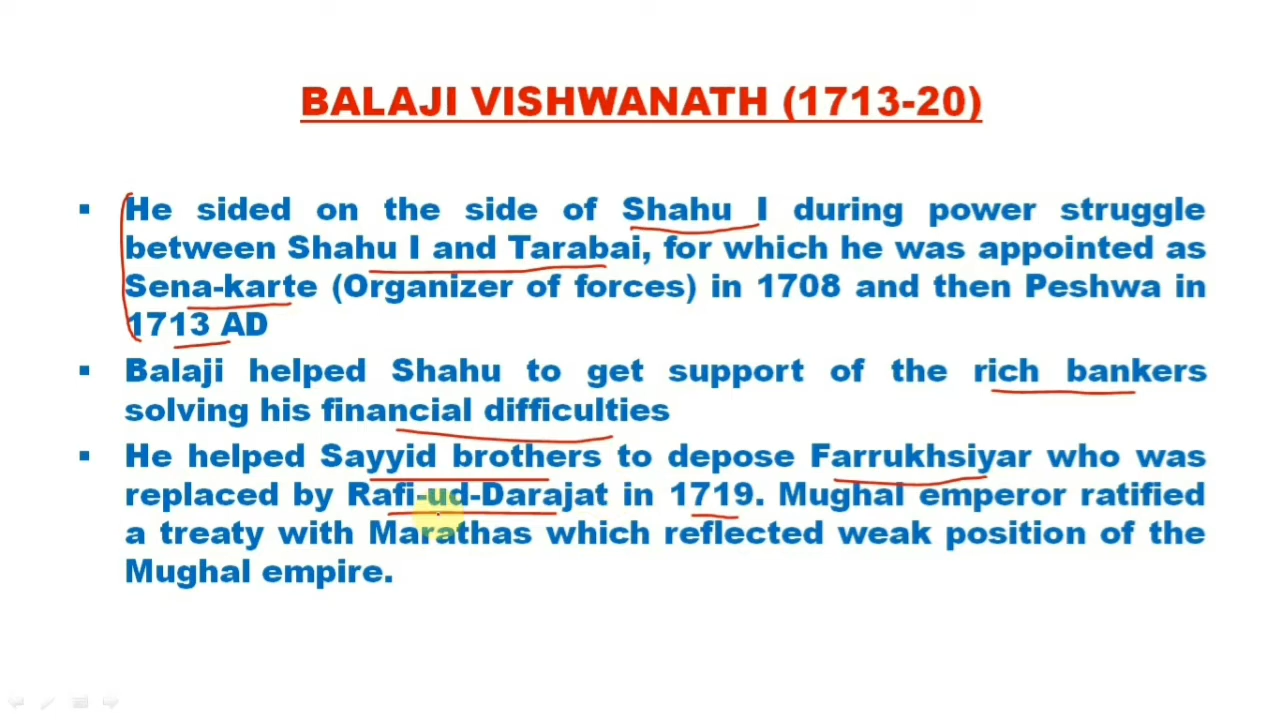 BALAJI VISHWANATH (1713-20)
▪ He sided on the side of Shahu I during power struggle
between Shahu I and Tarabai, for which he was appointed as
Sena-karte (Organizer of forces) in 1708 and then Peshwa in
1713 AD
▪ Balaji helped Shahu to get support of the rich bankers
solving his financial difficulties
▪ He helped Sayyid brothers to depose Farrukhsiyar who was
replaced by Rafi-ud-Darajat in 1719. Mughal emperor ratified
a treaty with Marathas which reflected weak position of the
Mughal empire.